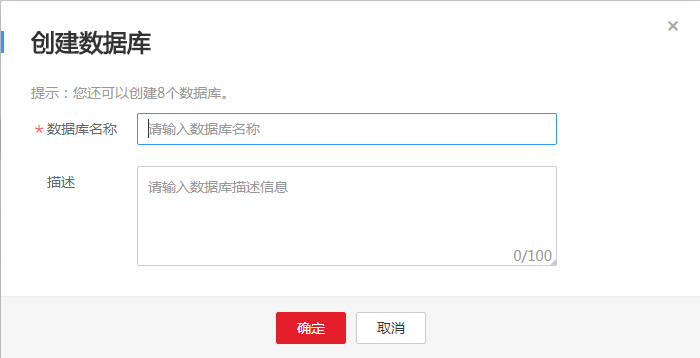 创建数据库
×
提示：您还可以创建8个数据库。
* 数据库名称
请输入数据库名称
描述
请输入数据库描述信息
0/100
确定
取消